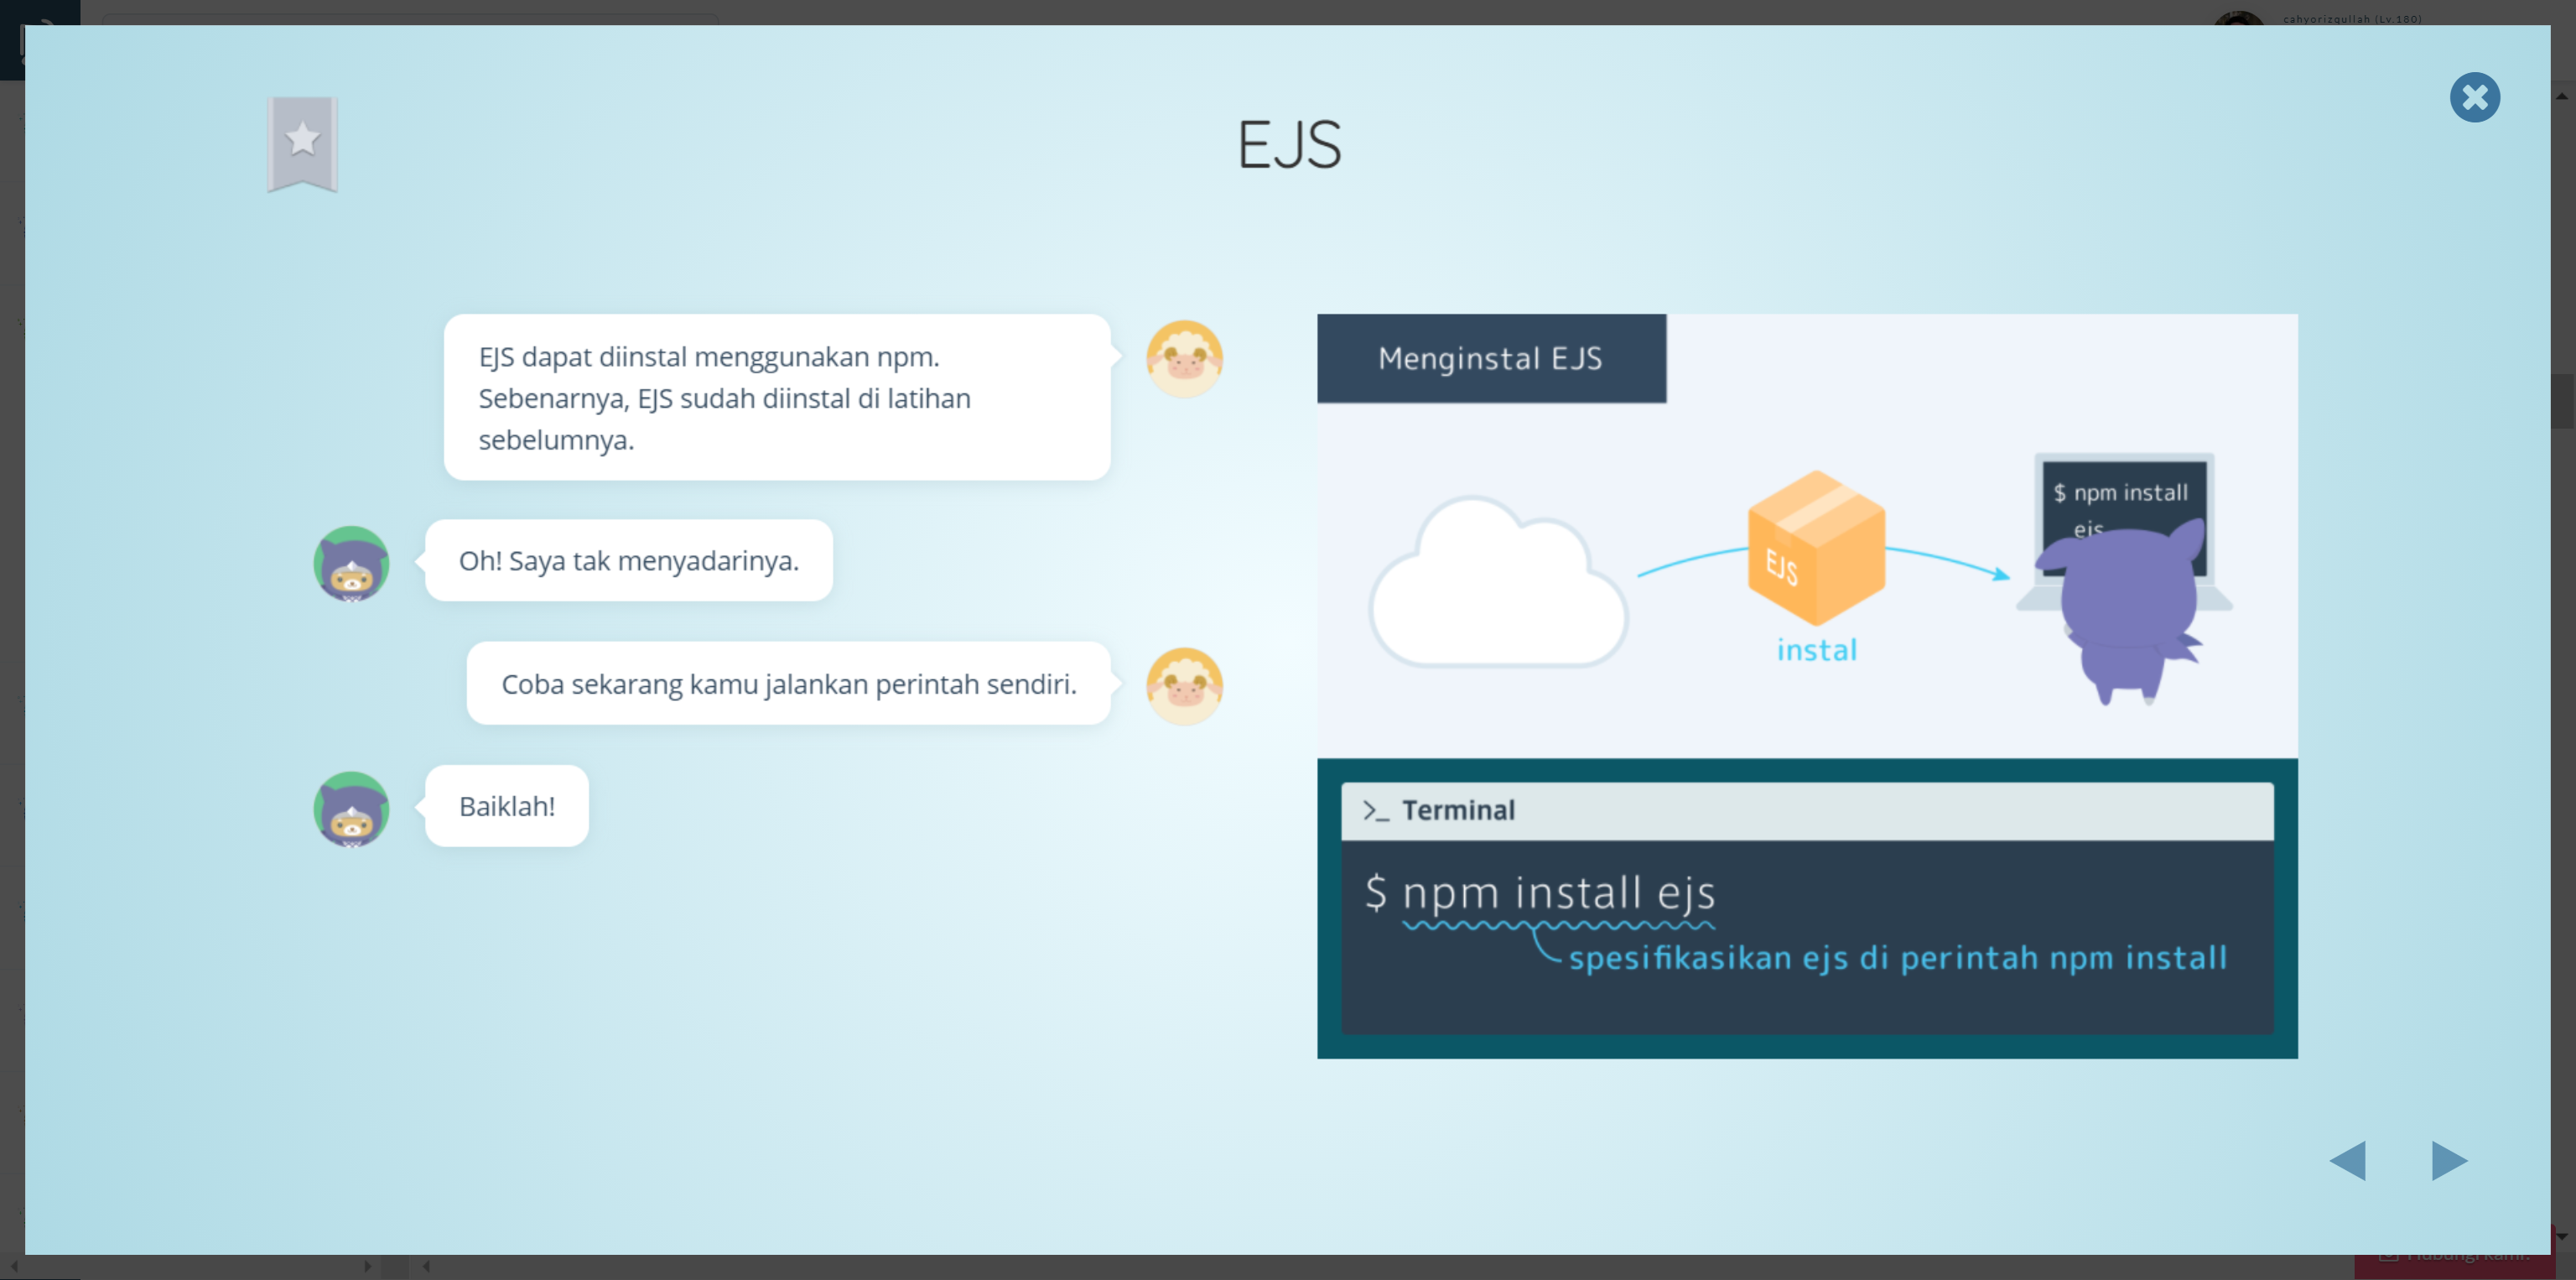 cahyorizqullah (Lv.180)
EJS
EJS dapat diinstal menggunakan npm.
Sebenarnya, EJS sudah diinstal di latihan
sebelumnya.
Oh! Saya tak menyadarinya.
Coba sekarang kamu jalankan perintah sendiri.
Baiklah!
Menginstal EJS
EJS
instal
$ npm install
ejs
>_ Terminal
$ npm install ejs
spesifikasikan ejs di perintah npm install